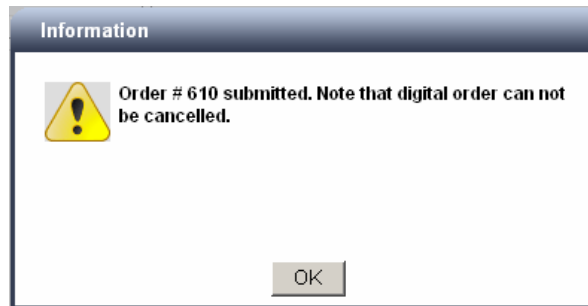 Information
Order # 610 submitted. Note that digital order can not
be cancelled.
OK